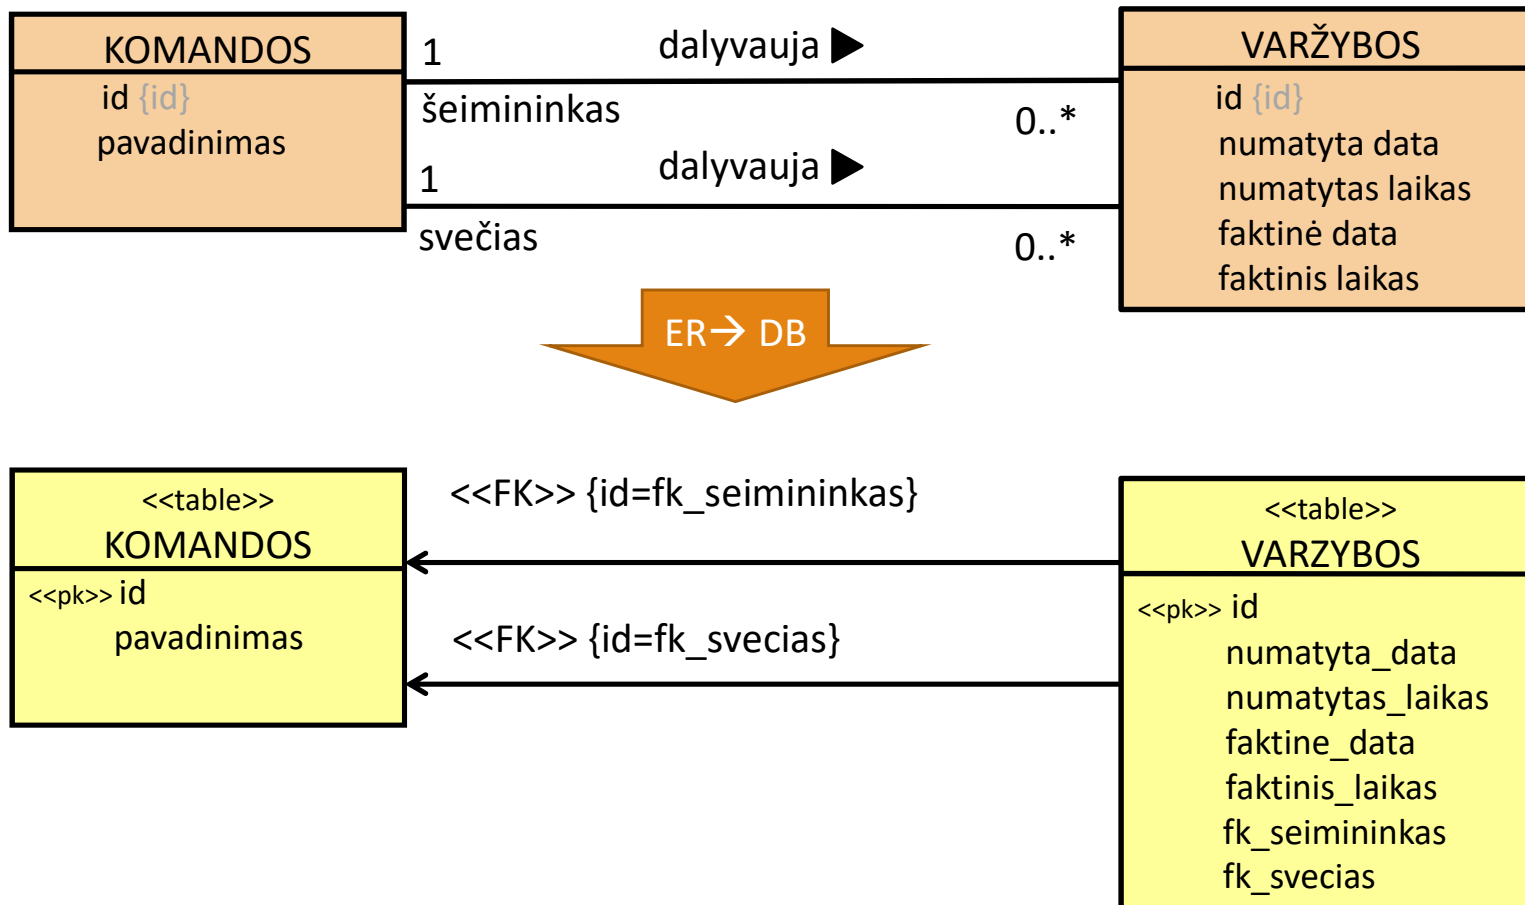 KOMANDOS
id {id}
pavadinimas
1
dalyvauja ▶
šeimininkas
0..*
1
dalyvauja ▶
svečias
0..*
VARŽYBOS
id {id}
numatyta data
numatytas laikas
faktinė data
faktinis laikas
ER→ DB
<<table>>
KOMANDOS
<<pk>> id
pavadinimas
<<FK>> {id=fk_seimininkas}
<<FK>> {id=fk_svecias}
<<table>>
VARZYBOS
<<pk>> id
numatyta_data
numatytas_laikas
faktine_data
faktinis_laikas
fk_seimininkas
fk_svecias